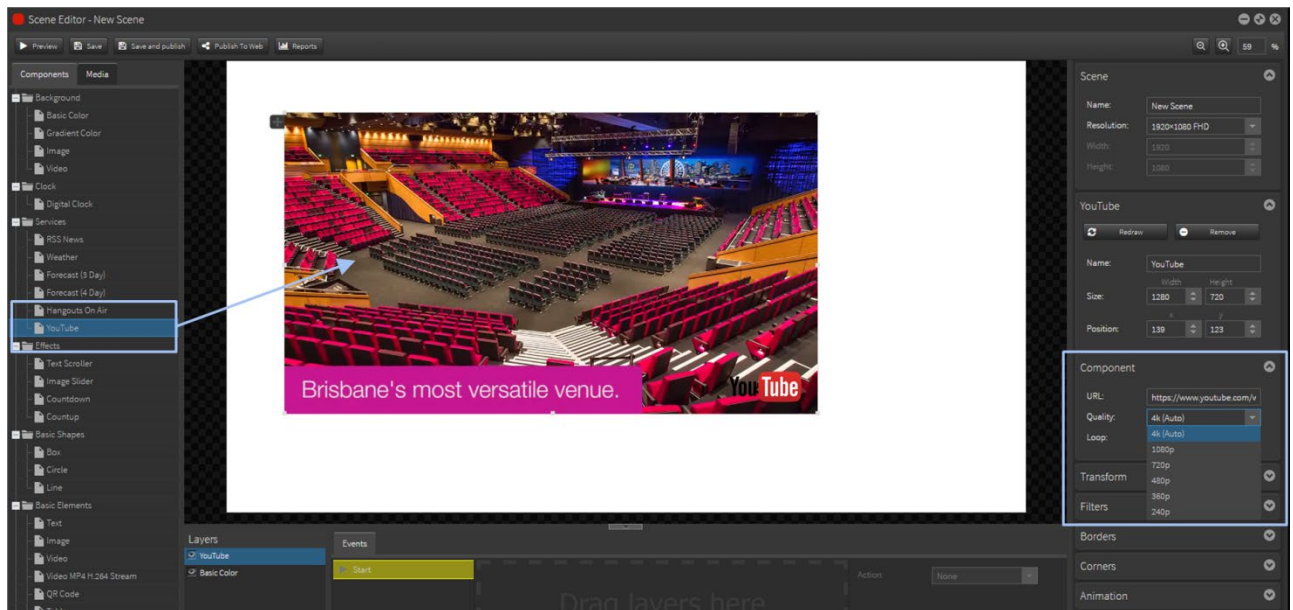 Scene Editor - New Scene
Preview Save Save and publish Publish To Web Reports 59 %
Components Media
Background
Basic Color
Gradient Color
Image
Video
Clock
Digital Clock
Services
RSS News
Weather
Forecast (3 Day)
Forecast (4 Day)
Hangouts On Air
YouTube
Effects
Text Scroller
Image Slider
Countdown
Countup
Basic Shapes
Box
Circle
Line
Basic Elements
Text
Image
Video
Video MP4 H.264 Stream
QR Code
Brisbane's most versatile venue.
YouTube
Layers
YouTube
Basic Color
Events
Start
Drag layers here
Action None
Scene
Name: New Scene
Resolution: 1920×1080 FHD
Width: 1920
Height: 1080
YouTube
Redraw Remove
Name: YouTube
Width Height
Size: 1280 720
x y
Position: 139 123
Component
URL: https://www.youtube.com/v
Quality: 4k (Auto)
Loop: 4k (Auto)
1080p
720p
480p
360p
240p
Transform
Filters
Borders
Corners
Animation